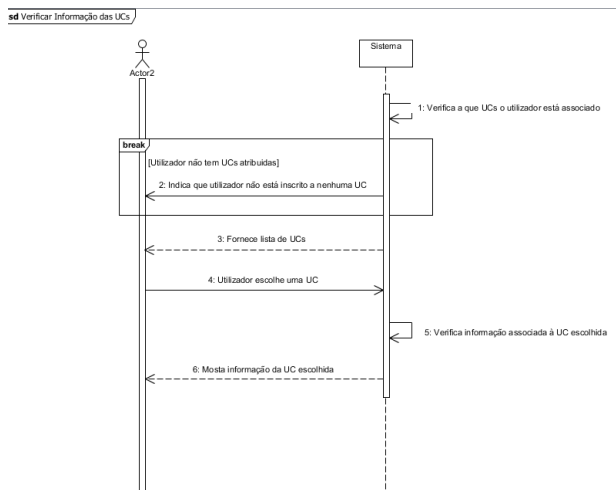 sd Verificar Informação das UCs
Sistema
Actor2
1: Verifica a que UCs o utilizador está associado
break
[Utilizador não tem UCs atribuidas]
2: Indica que utilizador não está inscrito a nenhuma UC
3: Fornece lista de UCs
4: Utilizador escolhe uma UC
5: Verifica informação associada à UC escolhida
6: Mosta informação da UC escolhida